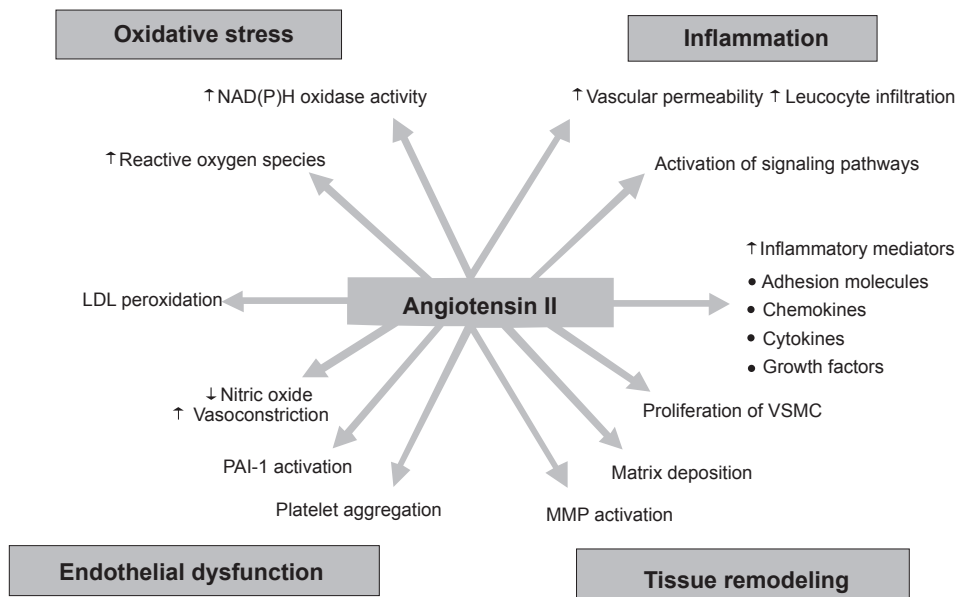 Oxidative stress
Inflammation
↑ NAD(P)H oxidase activity
↑ Vascular permeability ↑ Leucocyte infiltration
↑ Reactive oxygen species
Activation of signaling pathways
↑ Inflammatory mediators
• Adhesion molecules
• Chemokines
• Cytokines
• Growth factors
LDL peroxidation
Angiotensin II
↓ Nitric oxide
↑ Vasoconstriction
Proliferation of VSMC
PAI-1 activation
Matrix deposition
Platelet aggregation
MMP activation
Endothelial dysfunction
Tissue remodeling